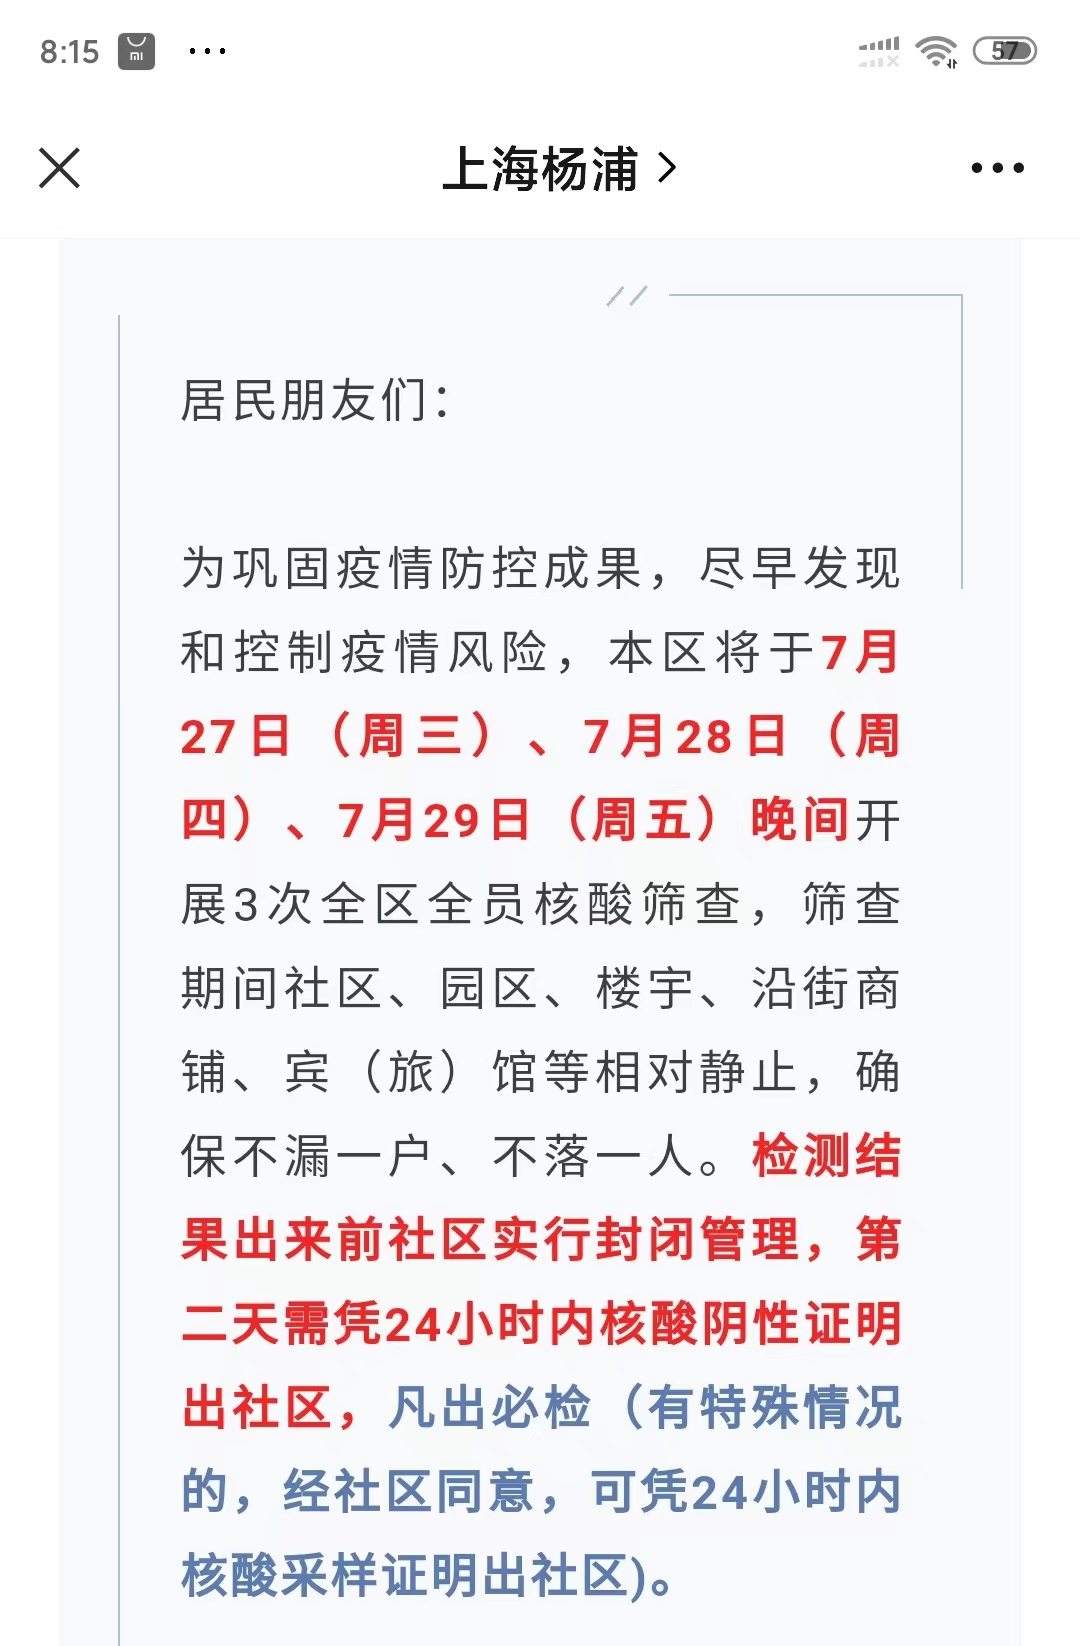 8:15
mi
57
上海杨浦
居民朋友们：
为巩固疫情防控成果，尽早发现
和控制疫情风险，本区将于7月
27日（周三）、7月28日（周
四）、7月29日（周五）晚间开
展3次全区全员核酸筛查，筛查
期间社区、园区、楼宇、沿街商
铺、宾（旅）馆等相对静止，确
保不漏一户、不落一人。检测结
果出来前社区实行封闭管理，第
二天需凭24小时内核酸阴性证明
出社区，凡出必检（有特殊情况
的，经社区同意，可凭24小时内
核酸采样证明出社区)。